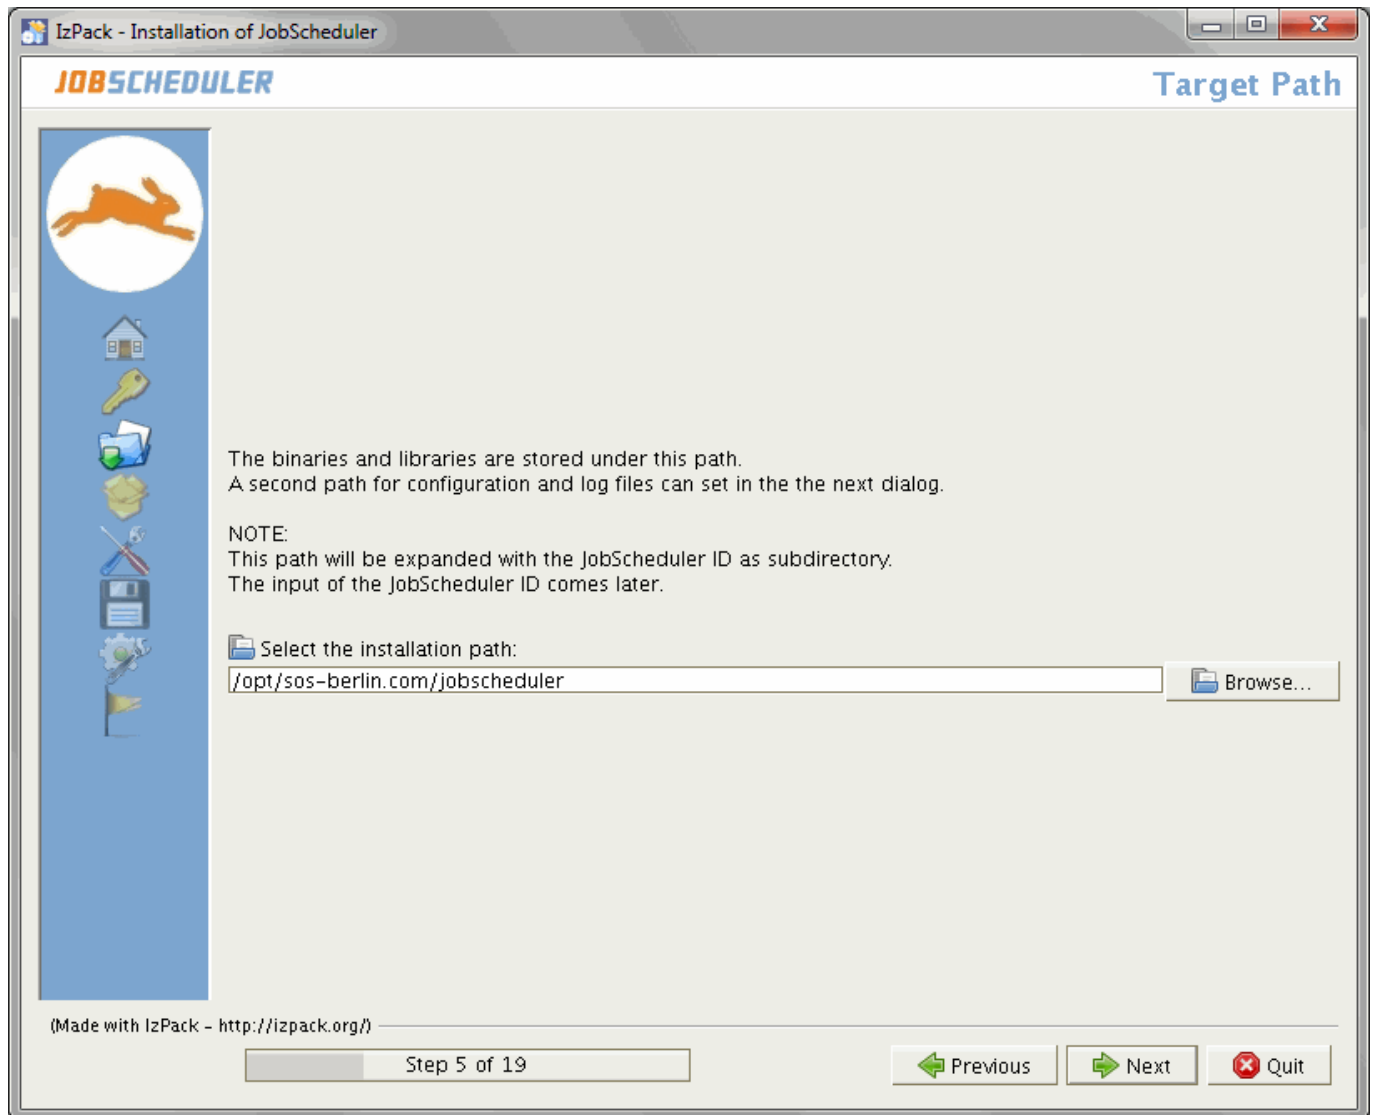 IzPack - Installation of JobScheduler
JOBSCHEDULER
Target Path
The binaries and libraries are stored under this path.
A second path for configuration and log files can set in the the next dialog.
NOTE:
This path will be expanded with the JobScheduler ID as subdirectory.
The input of the JobScheduler ID comes later.
Select the installation path:
/opt/sos-berlin.com/jobscheduler
Browse...
(Made with IzPack - http://izpack.org/)
Step 5 of 19
Previous
Next
Quit